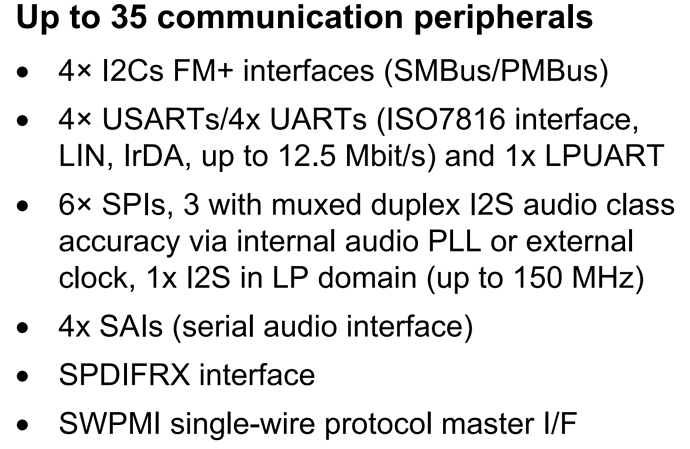 Up to 35 communication peripherals
• 4× I2Cs FM+ interfaces (SMBus/PMBus)
• 4× USARTs/4x UARTs (ISO7816 interface,
LIN, IrDA, up to 12.5 Mbit/s) and 1x LPUART
• 6× SPIs, 3 with muxed duplex I2S audio class
accuracy via internal audio PLL or external
clock, 1x I2S in LP domain (up to 150 MHz)
• 4x SAIs (serial audio interface)
• SPDIFRX interface
• SWPMI single-wire protocol master I/F